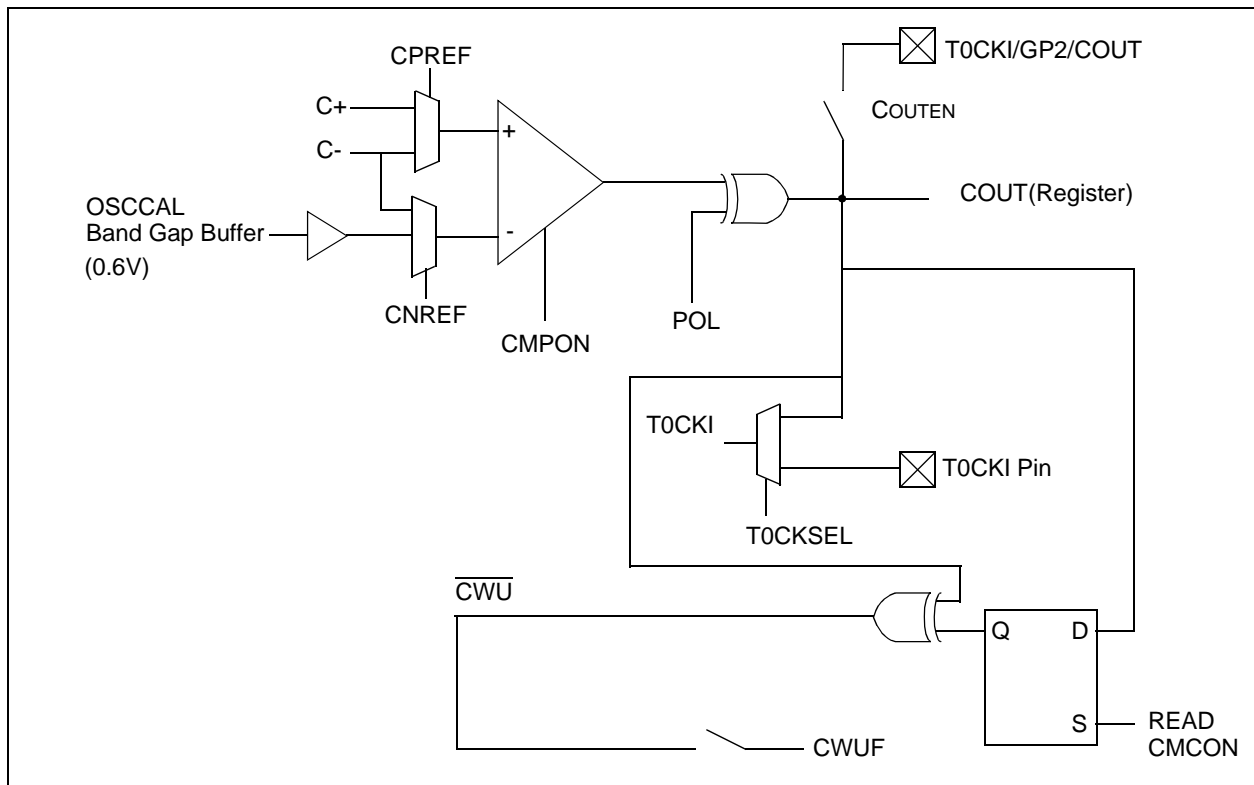 CPREF
T0CKI/GP2/COUT
C+
C-
+
COUTEN
OSCCAL
Band Gap Buffer
(0.6V)
-
COUT(Register)
CNREF
CMPON
POL
T0CKI
T0CKI Pin
T0CKSEL
CWU
Q
D
S
READ
CMCON
CWUF